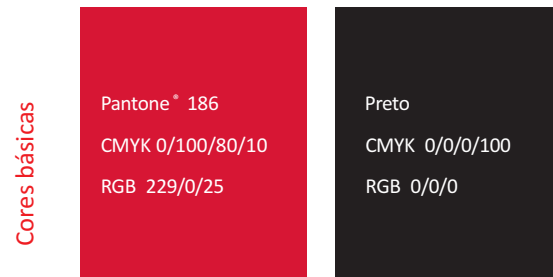 Cores básicas
Pantone® 186
CMYK 0/100/80/10
RGB 229/0/25
Preto
CMYK 0/0/0/100
RGB 0/0/0